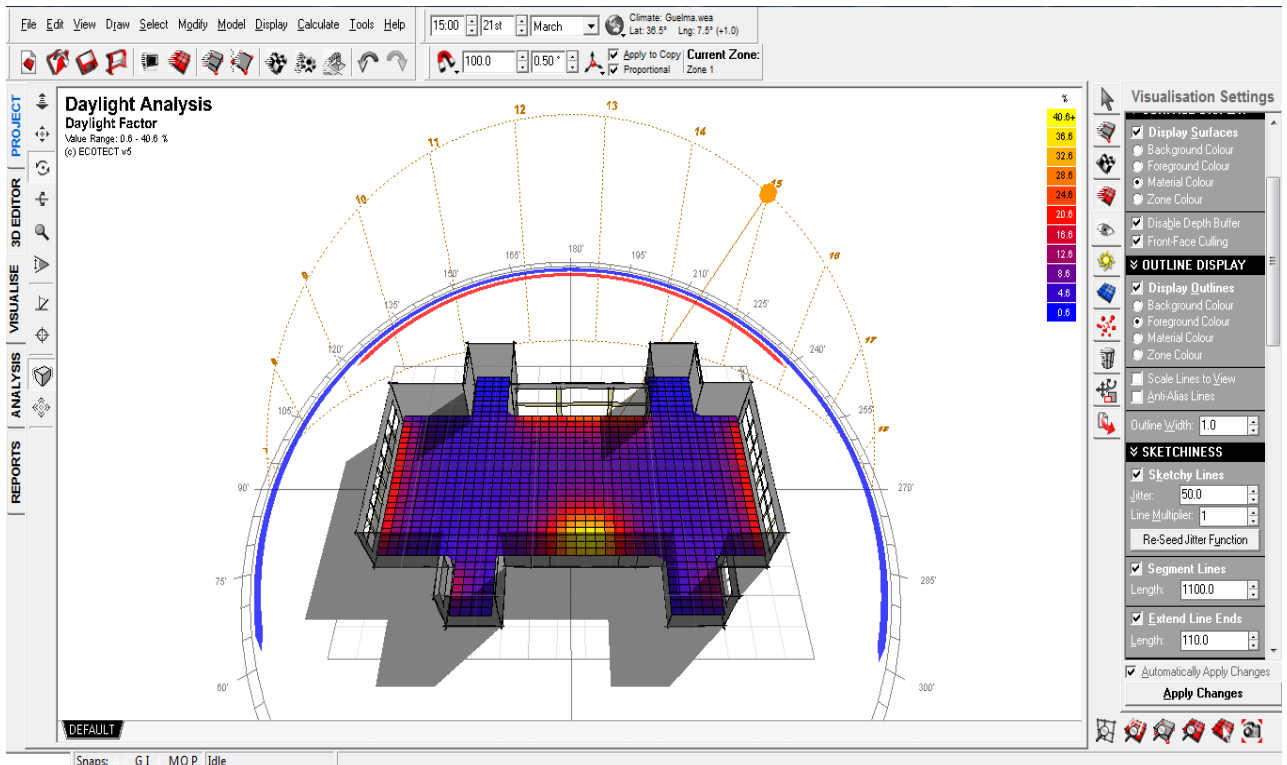 File Edit View Draw Select Modify Model Display Calculate Tools Help
15:00 21st March
Climate: Guelma.wea
Lat: 36.5° Lng: 7.5° (+1.0)
100.0 0.50 °
Apply to Copy
Proportional
Current Zone:
Zone 1
PROJECT
3D EDITOR
VISUALISE
ANALYSIS
REPORTS
Daylight Analysis
Daylight Factor
Value Range: 0.6 - 40.6 %
(c) ECOTECT v5
12
13
11
14
10
15
9
16
17
18
180'
165'
195'
150'
210'
135'
225'
120'
240'
105'
255'
90'
270'
75'
285'
60'
300'
%
40.6+
36.6
32.6
28.6
24.6
20.6
16.6
12.6
8.6
4.6
0.6
DEFAULT
Visualisation Settings
Display Surfaces
Background Colour
Foreground Colour
Material Colour
Zone Colour
Disable Depth Buffer
Front-Face Culling
OUTLINE DISPLAY
Display Outlines
Background Colour
Foreground Colour
Material Colour
Zone Colour
Scale Lines to View
Anti-Alias Lines
Outline Width: 1.0
SKETCHINESS
Sketchy Lines
Jitter: 50.0
Line Multiplier: 1
Re-Seed Jitter Function
Segment Lines
Length: 1100.0
Extend Line Ends
Length: 110.0
Automatically Apply Changes
Apply Changes
Snaps: G I M O P Idle